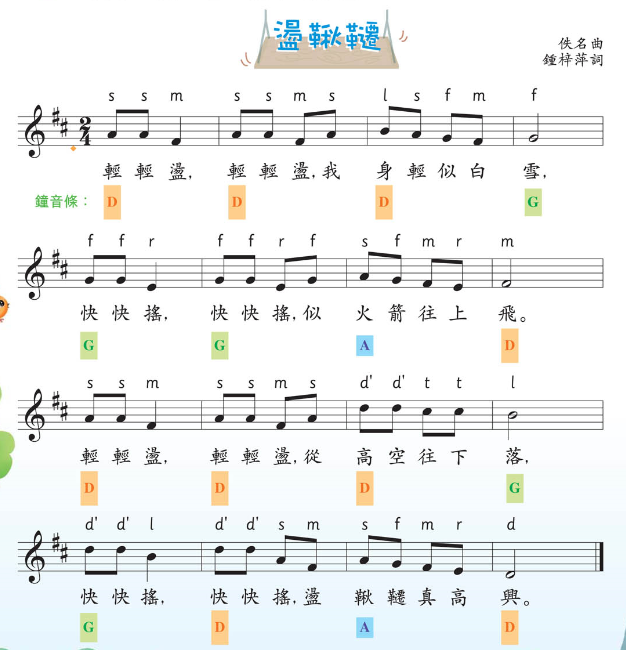 盪鞦韆
佚名曲
鍾梓萍詞
s s m s s m s l s f m f
2
4
輕輕盪, 輕輕盪,我 身輕似白 雪,
鐘音條： D D D G
f f r f f r f s f m r m
快快搖, 快快搖,似 火箭往上 飛。
G G A D
s s m s s m s d' d' t t l
輕輕盪, 輕輕盪,從 高空往下 落,
D D D G
d' d' l d' d' s m s f m r d
快快搖, 快快搖,盪 鞦韆真高 興。
G D A D